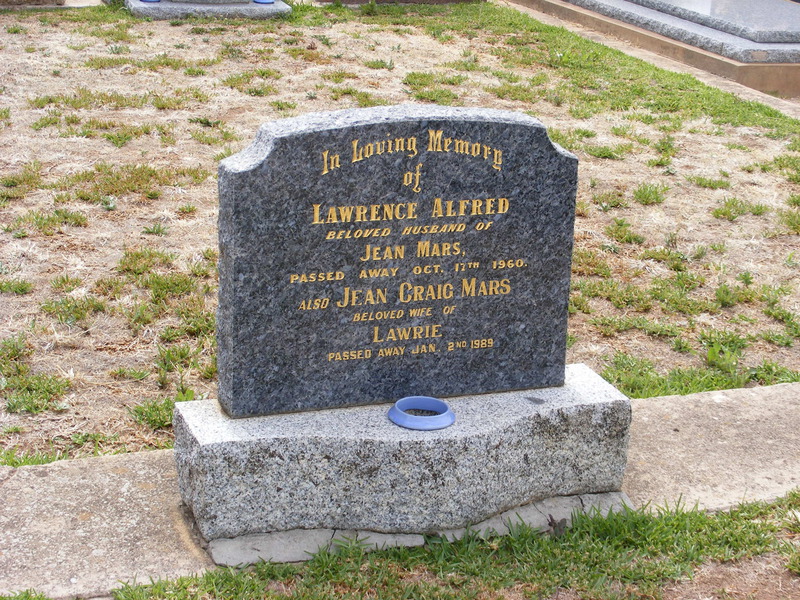 In Loving Memory
of
LAWRENCE ALFRED
BELOVED HUSBAND OF
JEAN MARS,
PASSED AWAY OCT, 17TH 1960.
ALSO JEAN CRAIG MARS
BELOVED WIFE OF
LAWRIE
PASSED AWAY JAN. 2ND 1989